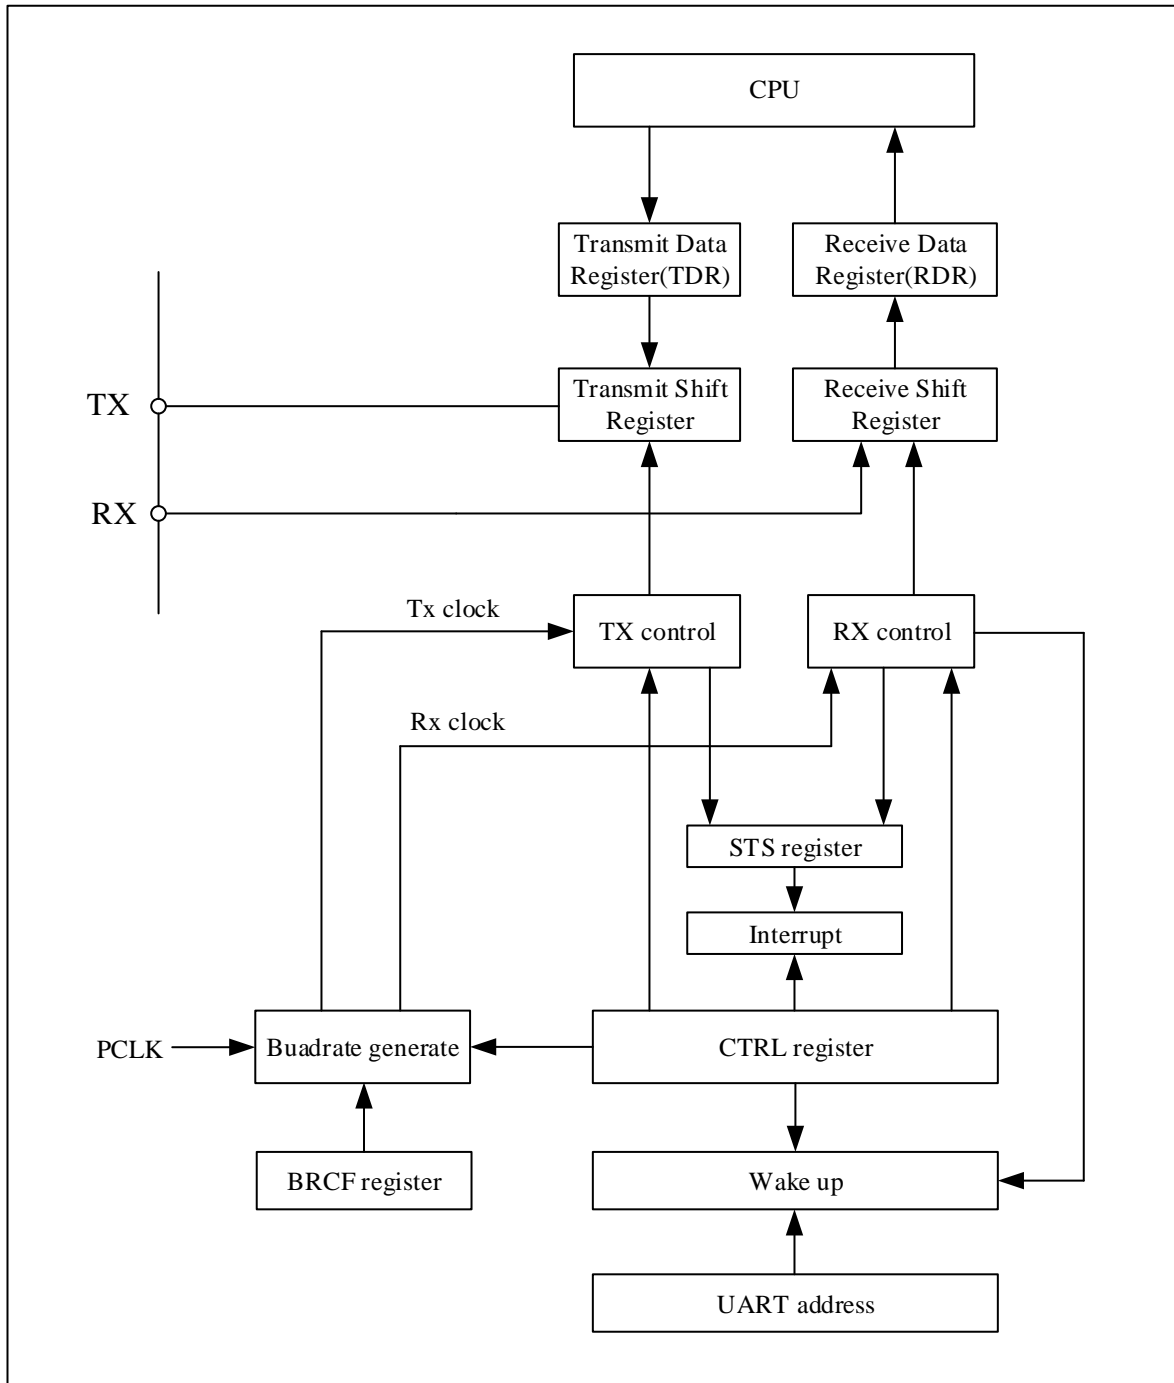 CPU
Transmit Data
Register(TDR)
Receive Data
Register(RDR)
Transmit Shift
Register
Receive Shift
Register
TX
RX
Tx clock
TX control
RX control
Rx clock
STS register
Interrupt
PCLK
Buadrate generate
CTRL register
BRCF register
Wake up
UART address